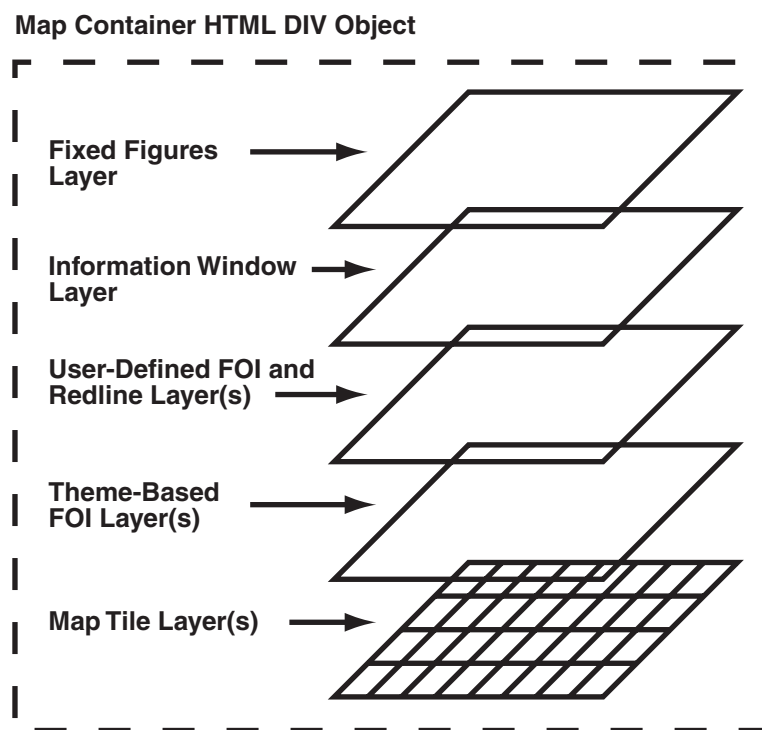 Map Container HTML DIV Object
Fixed Figures
Layer
Information Window
Layer
User-Defined FOI and
Redline Layer(s)
Theme-Based
FOI Layer(s)
Map Tile Layer(s)